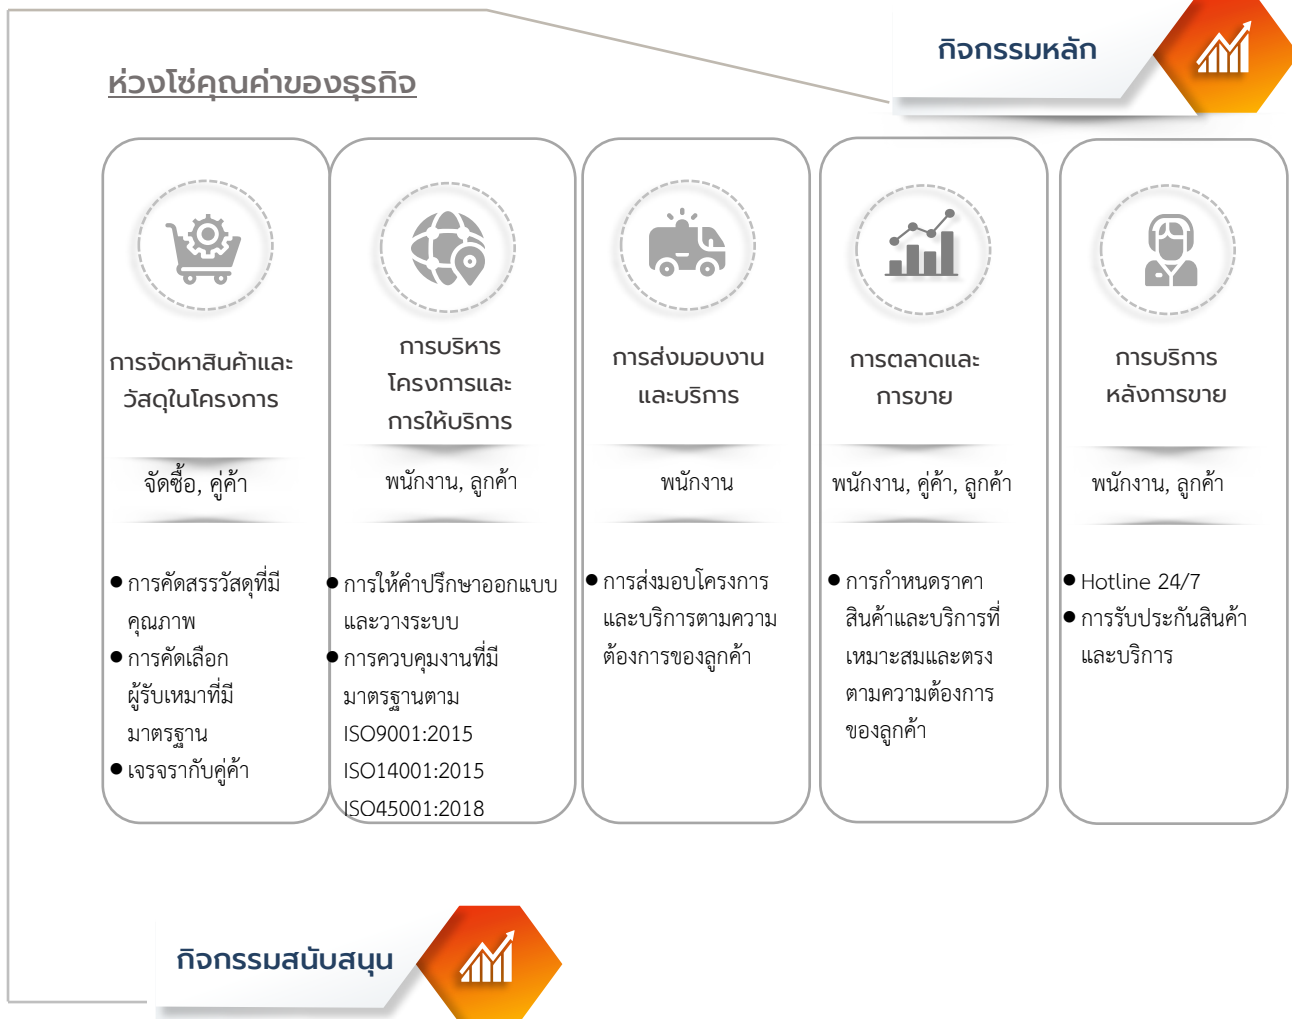 กิจกรรมหลัก
ห่วงโซ่คุณค่าของธุรกิจ
การจัดหาสินค้าและ
วัสดุในโครงการ
จัดซื้อ, คู่ค้า
● การคัดสรรวัสดุที่มี
คุณภาพ
● การคัดเลือก
ผู้รับเหมาที่มี
มาตรฐาน
● เจรจรากับคู่ค้า
การบริหาร
โครงการและ
การให้บริการ
พนักงาน, ลูกค้า
● การให้คำปรึกษาออกแบบ
และวางระบบ
● การควบคุมงานที่มี
มาตรฐานตาม
ISO9001:2015
ISO14001:2015
ISO45001:2018
การส่งมอบงาน
และบริการ
พนักงาน
● การส่งมอบโครงการ
และบริการตามความ
ต้องการของลูกค้า
การตลาดและ
การขาย
พนักงาน, คู่ค้า, ลูกค้า
● การกำหนดราคา
สินค้าและบริการที่
เหมาะสมและตรง
ตามความต้องการ
ของลูกค้า
การบริการ
หลังการขาย
พนักงาน, ลูกค้า
● Hotline 24/7
● การรับประกันสินค้า
และบริการ
กิจกรรมสนับสนุน